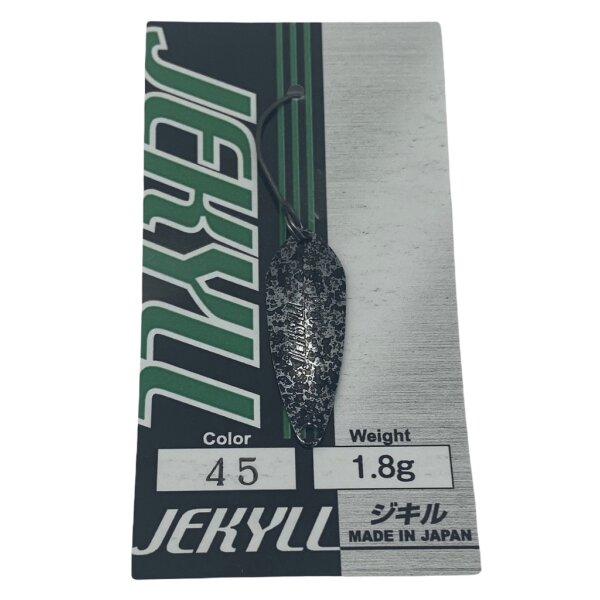 JEKYLL
Color
45
Weight
1.8g
JEKYLL
ジキル
MADE IN JAPAN